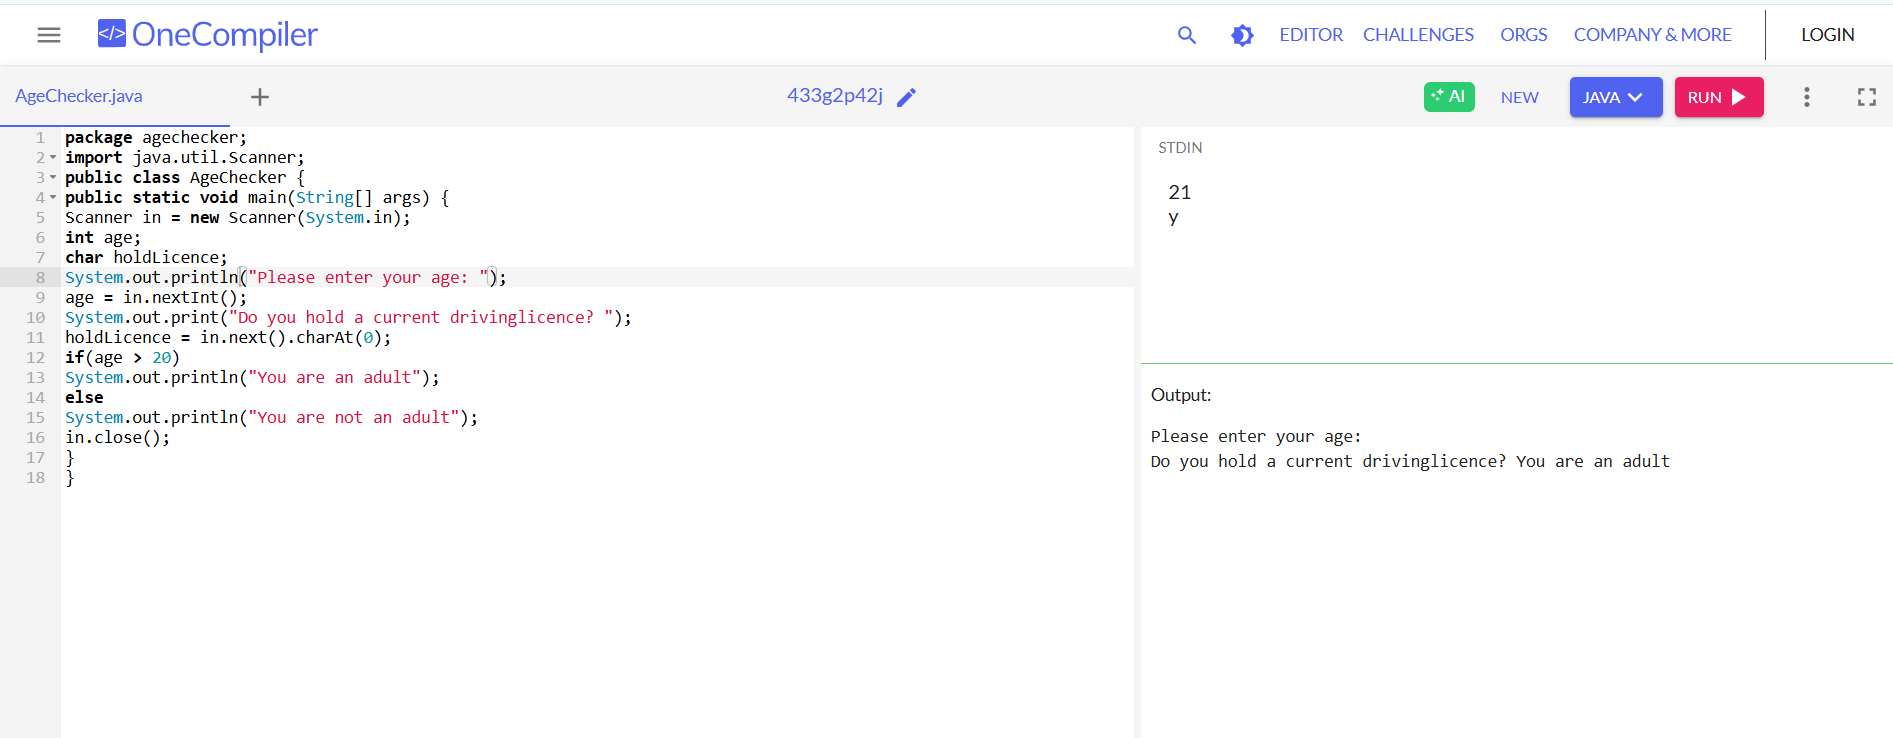 </> OneCompiler EDITOR CHALLENGES ORGS COMPANY & MORE LOGIN
AgeChecker.java 433g2p42j AI NEW JAVA RUN
1 package agechecker;
2 import java.util.Scanner;
3 public class AgeChecker {
4 public static void main(String[] args) {
5 Scanner in = new Scanner(System.in);
6 int age;
7 char holdLicence;
8 System.out.println("Please enter your age: ");
9 age = in.nextInt();
10 System.out.print("Do you hold a current drivinglicence? ");
11 holdLicence = in.next().charAt(0);
12 if(age > 20)
13 System.out.println("You are an adult");
14 else
15 System.out.println("You are not an adult");
16 in.close();
17 }
18 }
STDIN
21
y
Output:
Please enter your age:
Do you hold a current drivinglicence? You are an adult